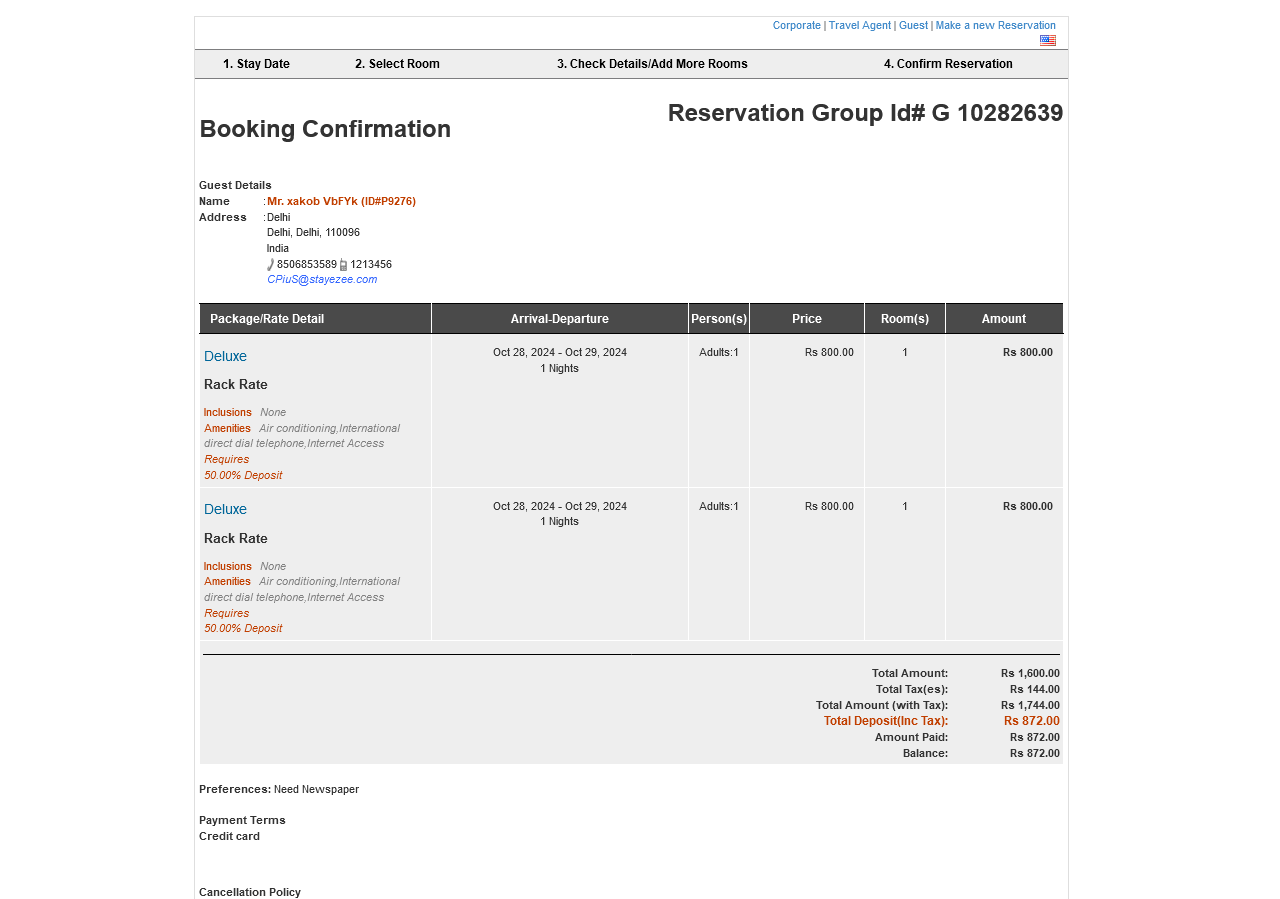 Corporate | Travel Agent | Guest | Make a new Reservation
1. Stay Date 2. Select Room 3. Check Details/Add More Rooms 4. Confirm Reservation
Reservation Group Id# G 10282639
Booking Confirmation
Guest Details
Name :Mr. xakob VbFYk (ID#P9276)
Address :Delhi
Delhi, Delhi, 110096
India
8506853589 1213456
CPiuS@stayezee.com
Package/Rate Detail Arrival-Departure Person(s) Price Room(s) Amount
Deluxe Oct 28, 2024 - Oct 29, 2024 Adults:1 Rs 800.00 1 Rs 800.00
1 Nights
Rack Rate
Inclusions None
Amenities Air conditioning,International
direct dial telephone,Internet Access
Requires
50.00% Deposit
Deluxe Oct 28, 2024 - Oct 29, 2024 Adults:1 Rs 800.00 1 Rs 800.00
1 Nights
Rack Rate
Inclusions None
Amenities Air conditioning,International
direct dial telephone,Internet Access
Requires
50.00% Deposit
Total Amount: Rs 1,600.00
Total Tax(es): Rs 144.00
Total Amount (with Tax): Rs 1,744.00
Total Deposit(Inc Tax): Rs 872.00
Amount Paid: Rs 872.00
Balance: Rs 872.00
Preferences: Need Newspaper
Payment Terms
Credit card
Cancellation Policy